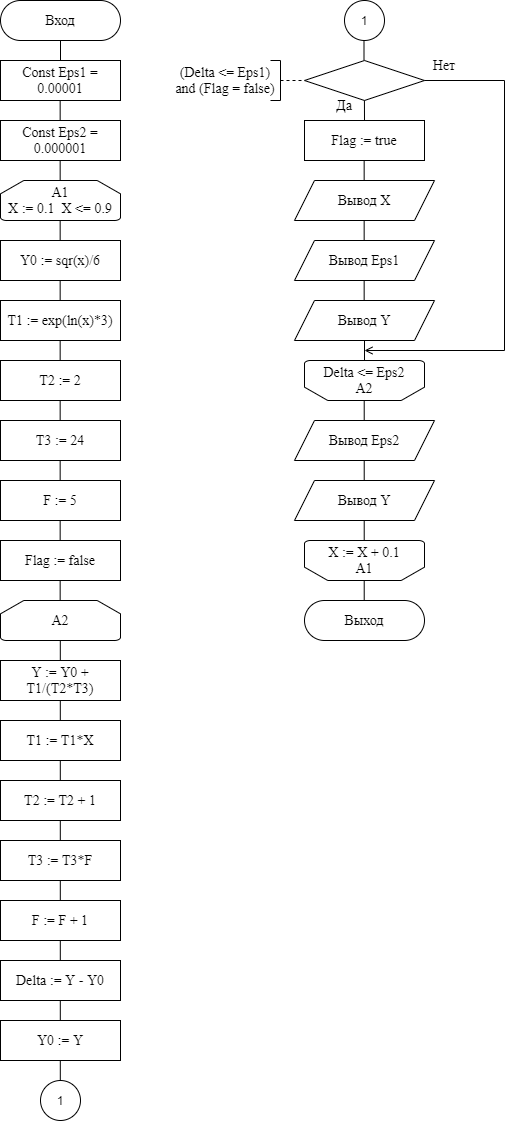 Вход
Const Eps1 =
0.00001
Const Eps2 =
0.000001
A1
X := 0.1  X <= 0.9
Y0 := sqr(x)/6
T1 := exp(ln(x)*3)
T2 := 2
T3 := 24
F := 5
Flag := false
A2
Y := Y0 +
T1/(T2*T3)
T1 := T1*X
T2 := T2 + 1
T3 := T3*F
F := F + 1
Delta := Y - Y0
Y0 := Y
1
1
(Delta <= Eps1)
and (Flag = false)
Нет
Да
Flag := true
Вывод X
Вывод Eps1
Вывод Y
Delta <= Eps2
A2
Вывод Eps2
Вывод Y
X := X + 0.1
A1
Выход